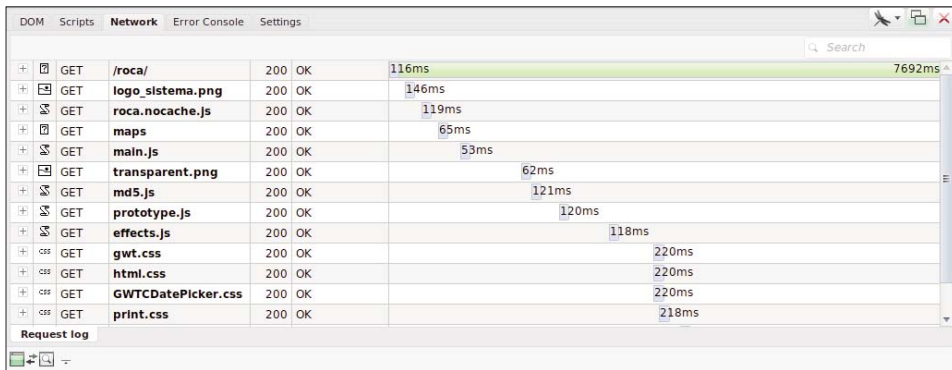 DOM Scripts Network Error Console Settings
Search
GET /roca/ 200 OK 116ms 7692ms
GET logo_sistema.png 200 OK 146ms
GET roca.nocache.js 200 OK 119ms
GET maps 200 OK 65ms
GET main.js 200 OK 53ms
GET transparent.png 200 OK 62ms
GET md5.js 200 OK 121ms
GET prototype.js 200 OK 120ms
GET effects.js 200 OK 118ms
css GET gwt.css 200 OK 220ms
css GET html.css 200 OK 220ms
css GET GWTCDatePicker.css 200 OK 220ms
css GET print.css 200 OK 218ms
Request log